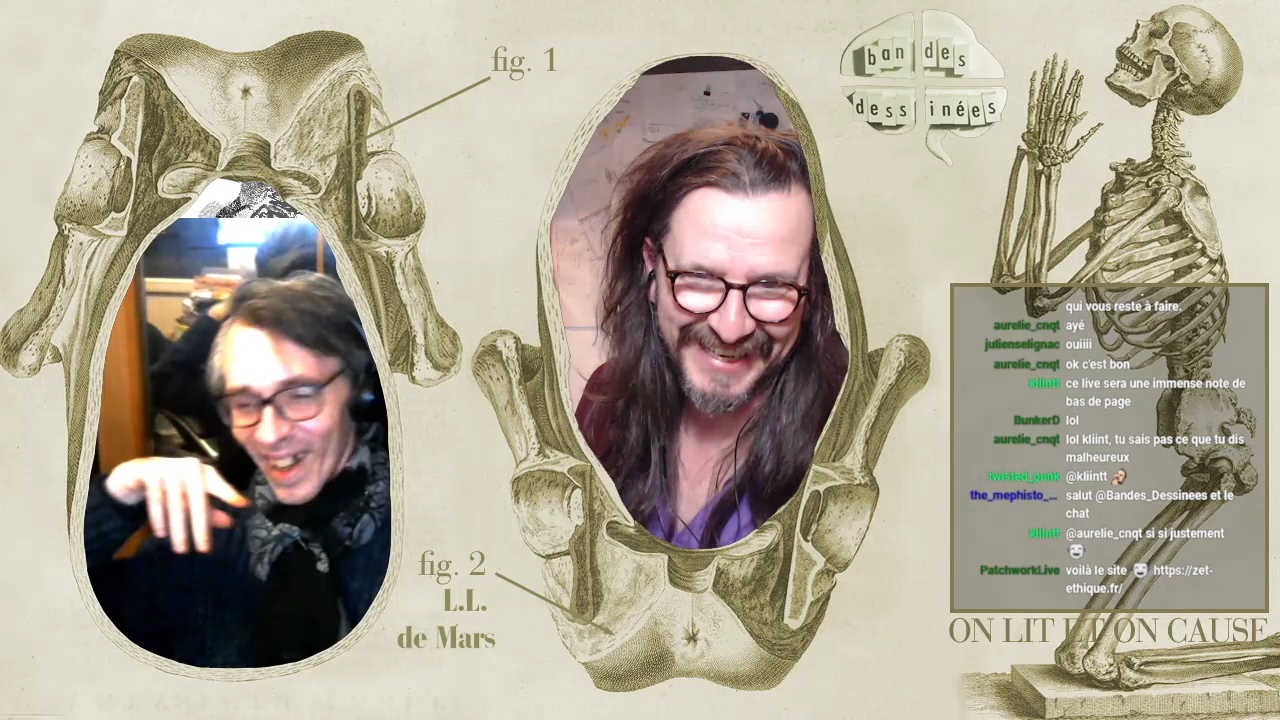 fig. 1
ban des
dess inées
qui vous reste à faire.
aurelie_cnqt ayé
julienselignac ouiiii
aurelie_cnqt ok c'est bon
kliintt ce live sera une immense note de
bas de page
BunkerD lol
aurelie_cnqt lol kliint, tu sais pas ce que tu dis
malheureux
twisted_punk @kliintt
the_mephisto_... salut @Bandes_Dessinees et le
chat
kliintt @aurelie_cnqt si si justement
PatchworkLive voilà le site https://zet-
ethique.fr/
fig. 2
L.L.
de Mars
ON LIT ET ON CAUSE